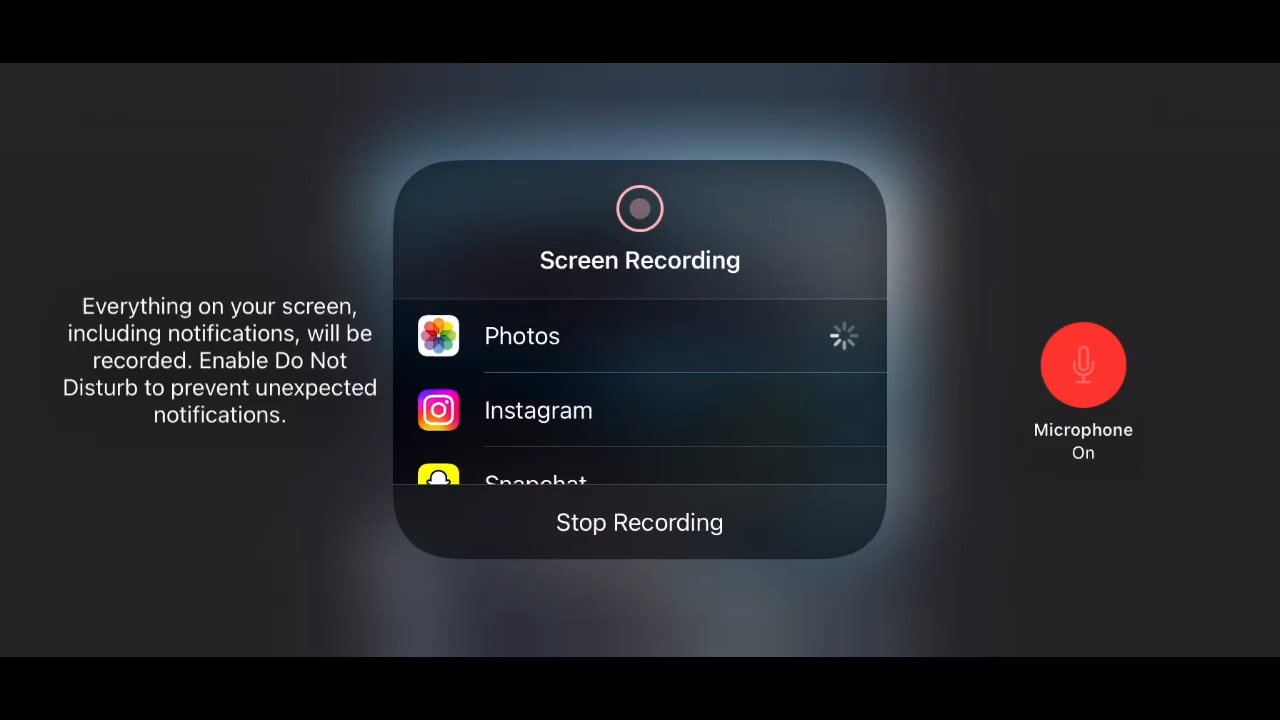 Everything on your screen,
including notifications, will be
recorded. Enable Do Not
Disturb to prevent unexpected
notifications.
Screen Recording
Photos
Instagram
Snapchat
Stop Recording
Microphone
On